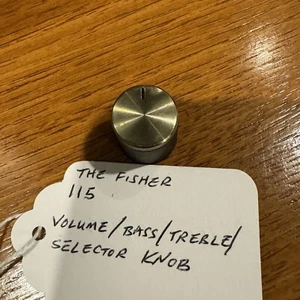 THE FISHER
115
VOLUME/BASS/TREBLE/
SELECTOR KNOB